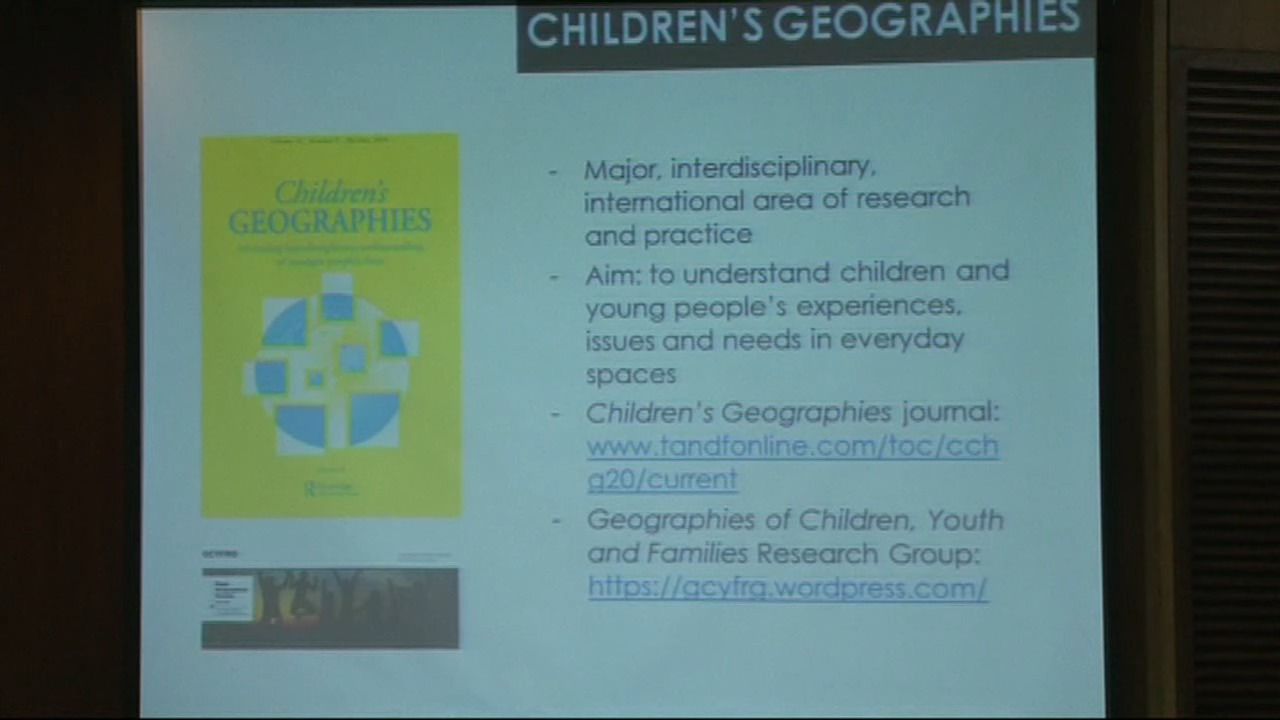 CHILDREN'S GEOGRAPHIES
Children's
GEOGRAPHIES
Routledge
GCYFRG
- Major, interdisciplinary,
international area of research
and practice
- Aim: to understand children and
young people's experiences,
issues and needs in everyday
spaces
- Children's Geographies journal:
www.tandfonline.com/toc/cch
g20/current
- Geographies of Children, Youth
and Families Research Group:
https://gcyfrg.wordpress.com/